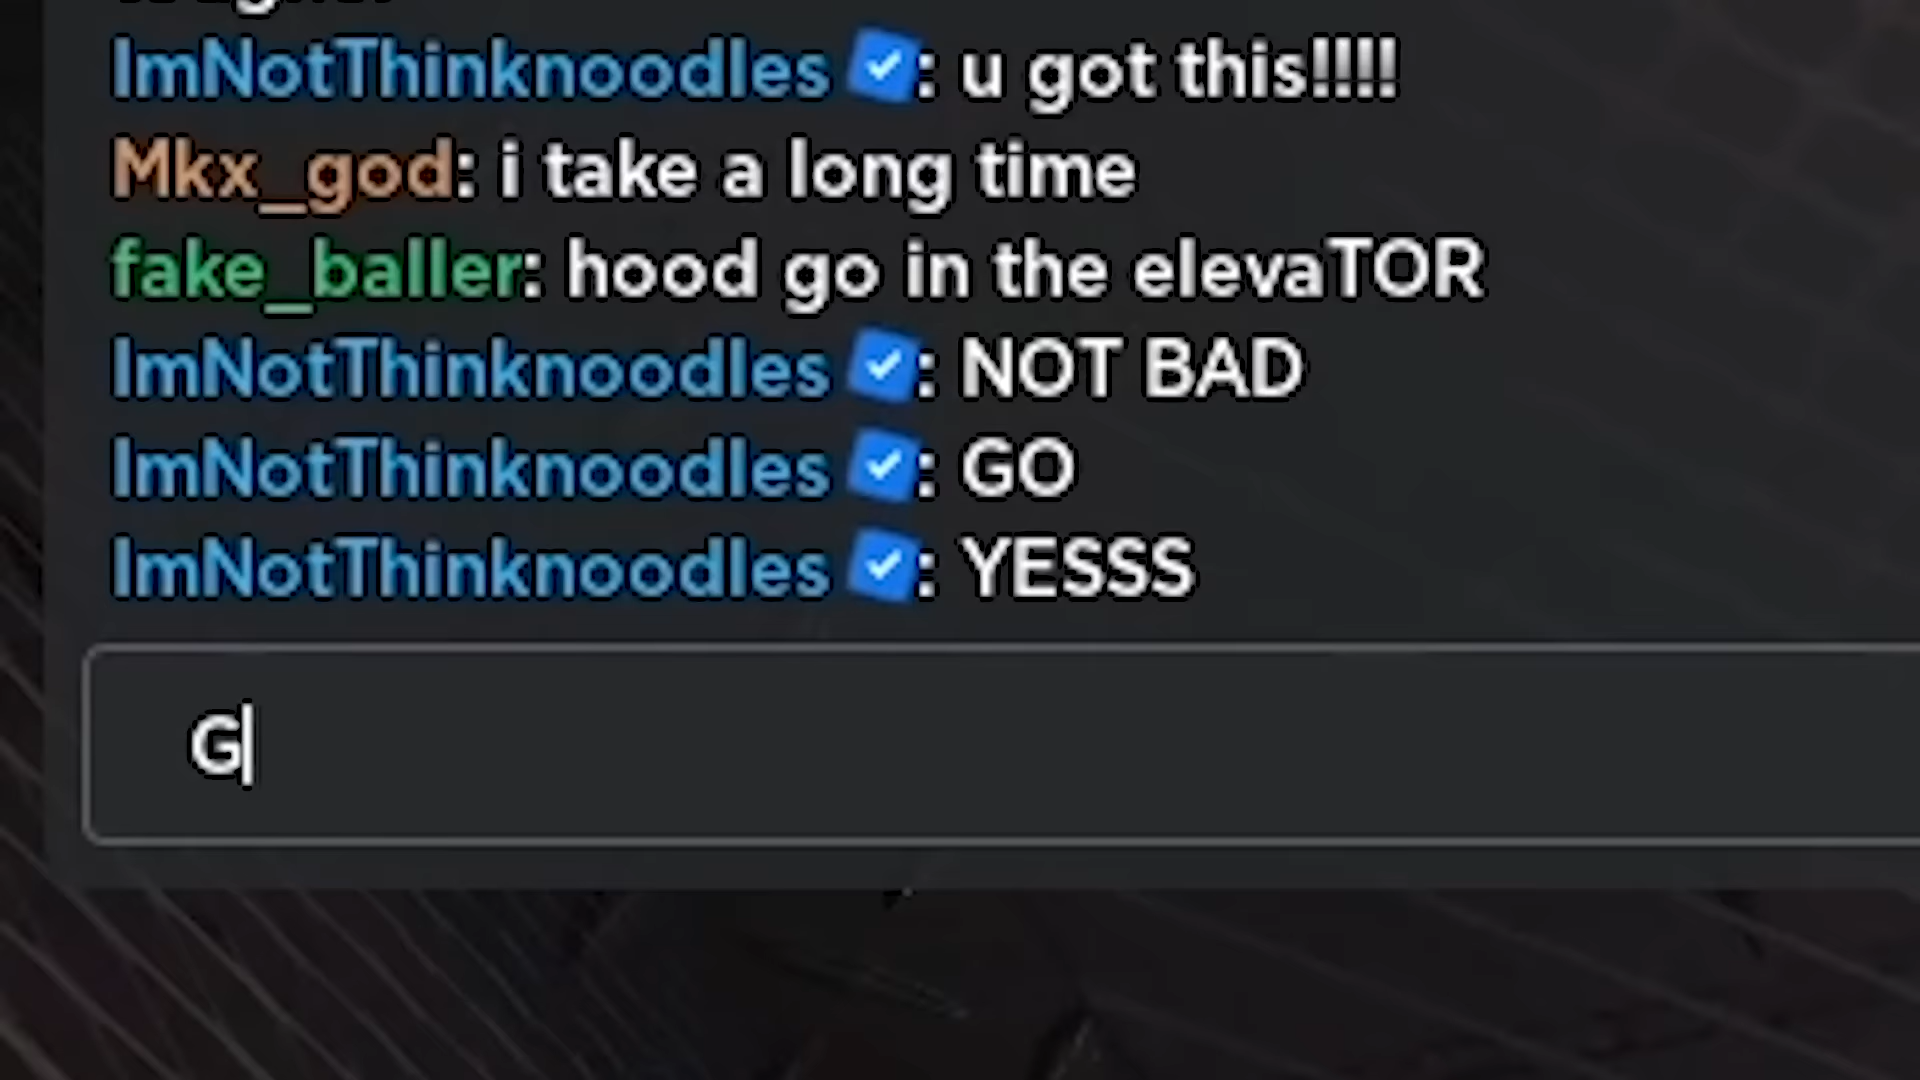 ImNotThinknoodles ☑: u got this!!!!
Mkx_god: i take a long time
fake_baller: hood go in the elevaTOR
ImNotThinknoodles ☑: NOT BAD
ImNotThinknoodles ☑: GO
ImNotThinknoodles ☑: YESSS
G